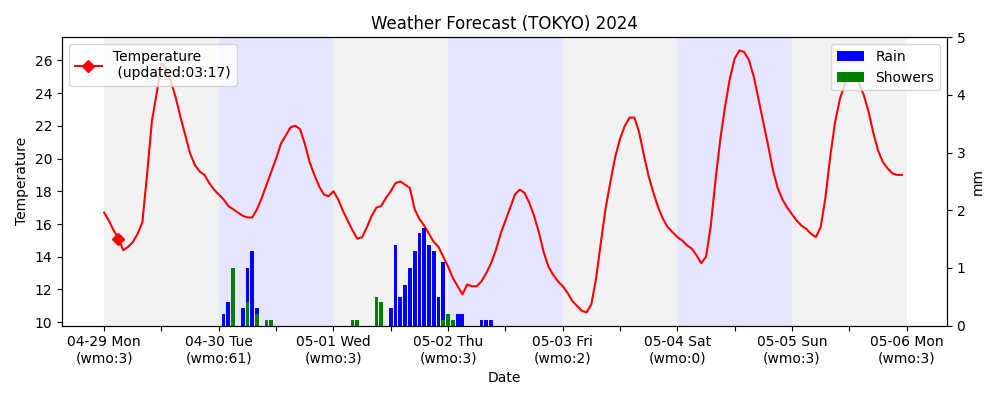 Weather Forecast (TOKYO) 2024
Temperature
(updated:03:17)
Rain
Showers
Temperature
26
24
22
20
18
16
14
12
10
5
4
3
2
1
0
mm
04-29 Mon 04-30 Tue 05-01 Wed 05-02 Thu 05-03 Fri 05-04 Sat 05-05 Sun 05-06 Mon
(wmo:3) (wmo:61) (wmo:3) (wmo:3) (wmo:2) (wmo:0) (wmo:3) (wmo:3)
Date